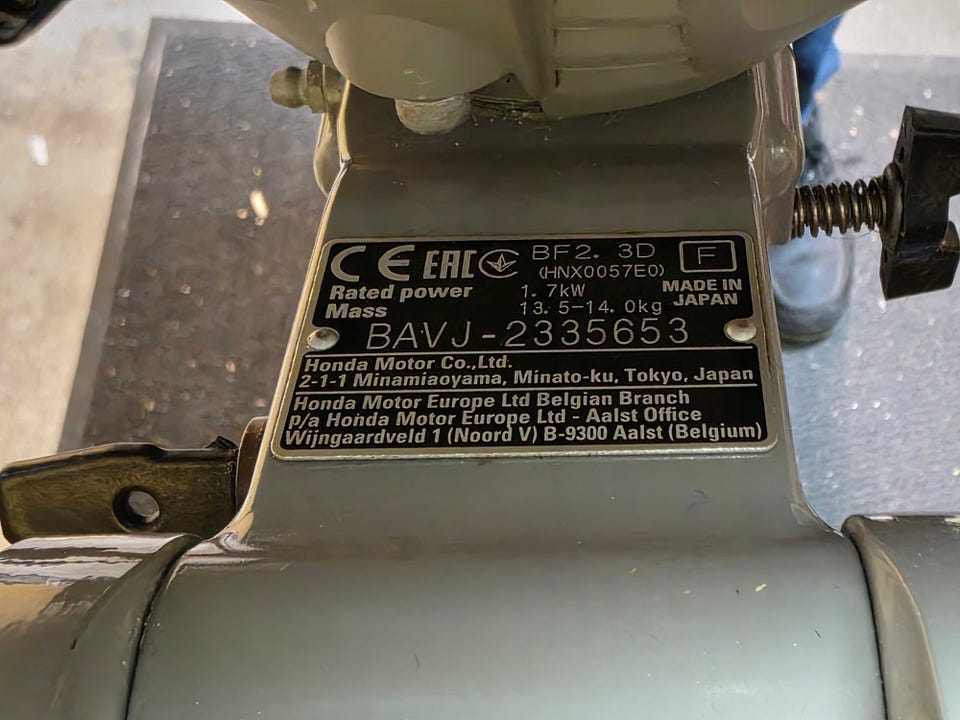 CE EAC BF2. 3D F
(HNX0057E0)
Rated power 1. 7kW MADE IN
Mass 13. 5-14. 0kg JAPAN
BAVJ-2335653
Honda Motor Co.,Ltd.
2-1-1 Minamiaoyama, Minato-ku, Tokyo, Japan
Honda Motor Europe Ltd Belgian Branch
p/a Honda Motor Europe Ltd - Aalst Office
Wijngaardveld 1 (Noord V) B-9300 Aalst (Belgium)